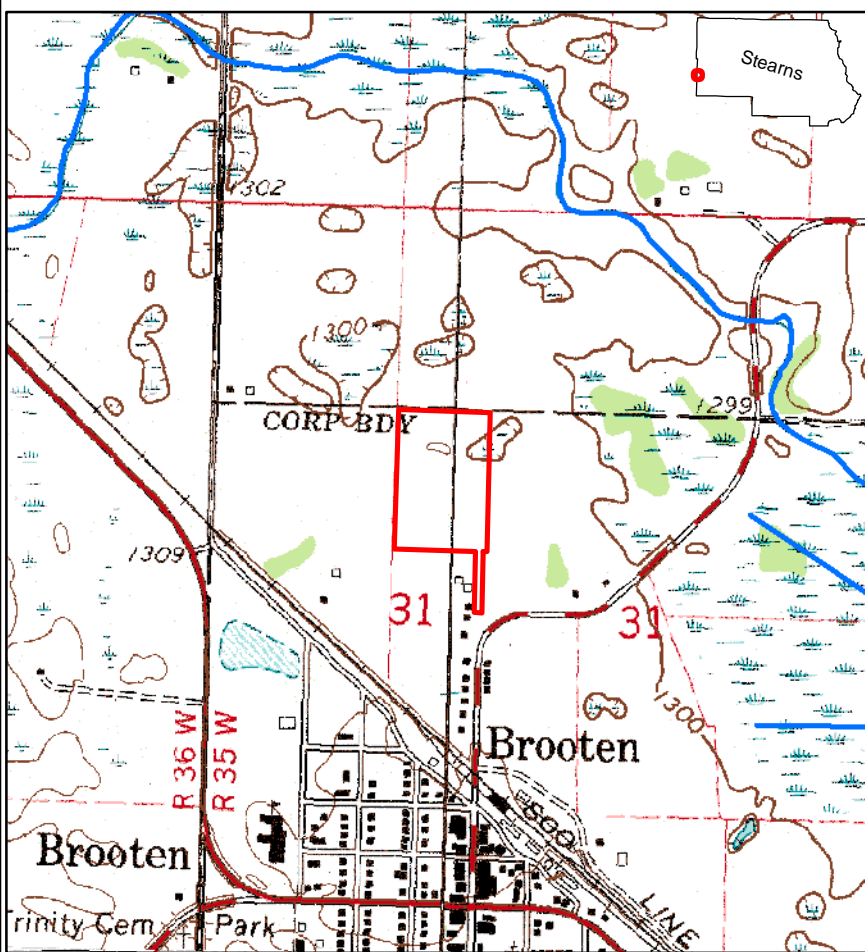 Stearns
1302
1300
CORP BDY
1299
1309
31
31
1300
R 36 W
R 35 W
Brooten
SOO LINE
Brooten
Trinity Cem
Park